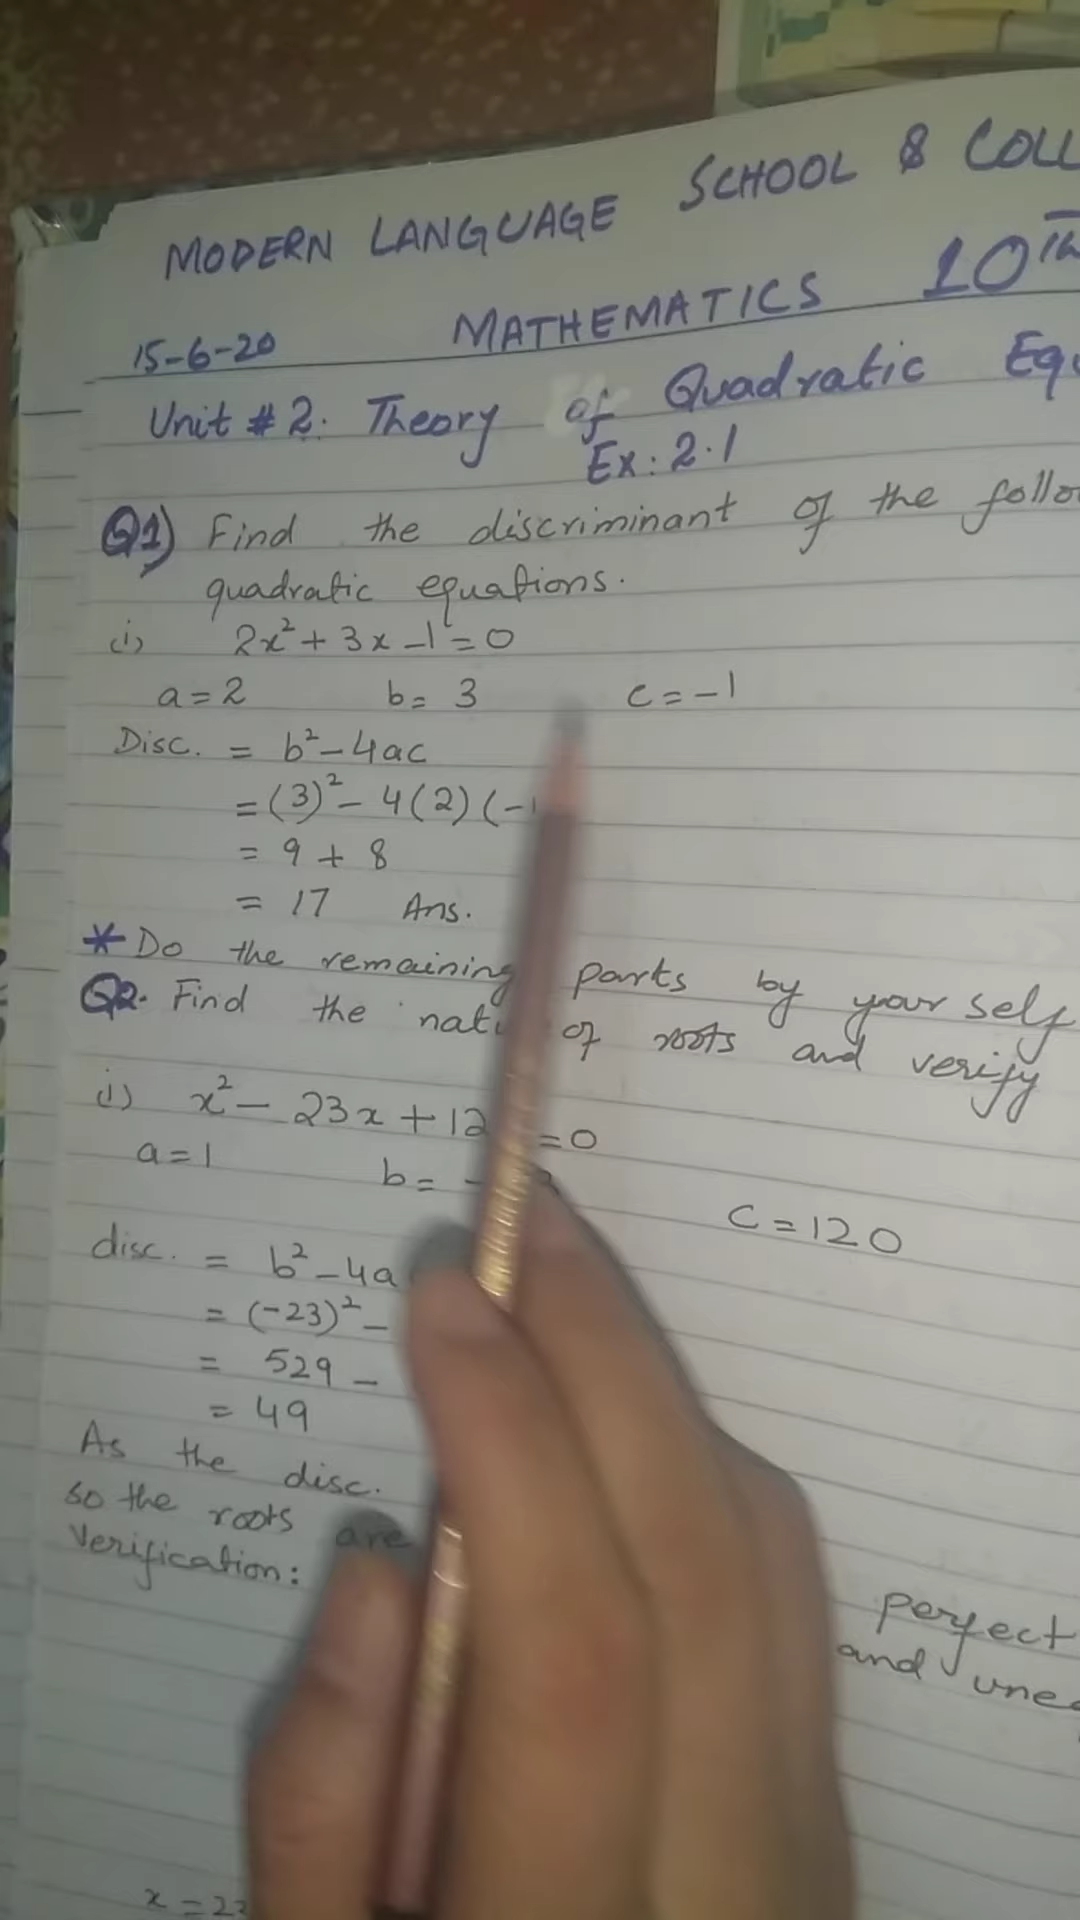 MODERN LANGUAGE SCHOOL & COLL
15-6-20 MATHEMATICS 10th
Unit # 2: Theory of Quadratic Equ
Ex: 2.1
Q1) Find the discriminant of the follo
quadratic equations.
(i) 2x² + 3x - 1 = 0
a = 2 b = 3 c = -1
Disc. = b² - 4ac
= (3)² - 4(2)(-1
= 9 + 8
= 17 Ans.
* Do the remaining parts by your self
Q2. Find the nat of roots and verify
(i) x² - 23x + 12 = 0
a = 1 b = - C = 120
disc. = b² - 4a
= (-23)² -
= 529 -
= 49
As the disc. perfect
so the roots are and une
Verification:
x = 23